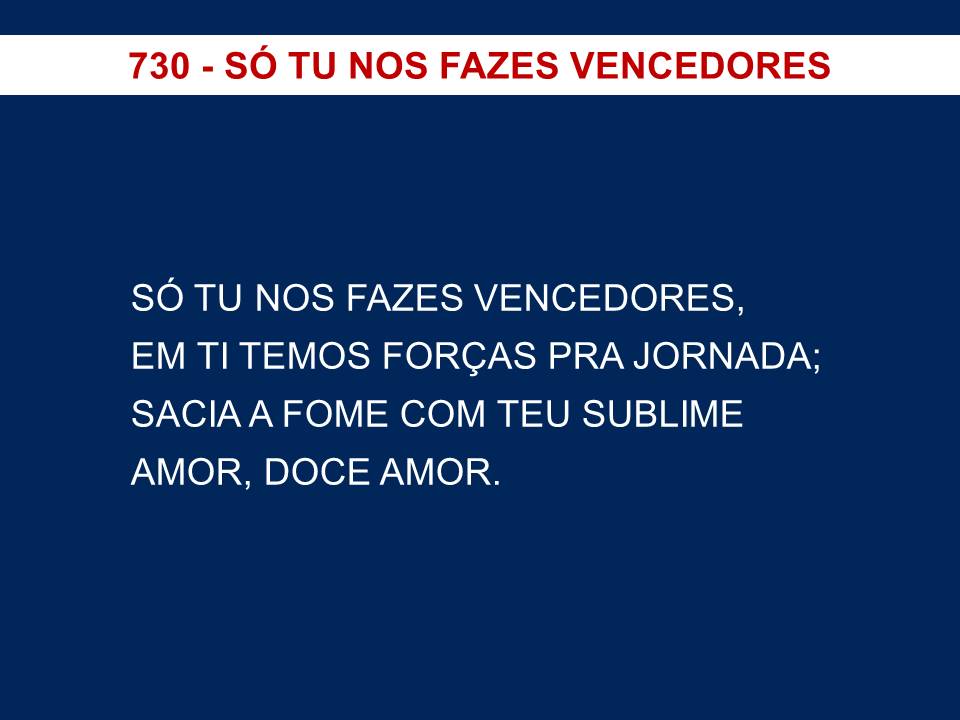 730 - SÓ TU NOS FAZES VENCEDORES
SÓ TU NOS FAZES VENCEDORES,
EM TI TEMOS FORÇAS PRA JORNADA;
SACIA A FOME COM TEU SUBLIME
AMOR, DOCE AMOR.